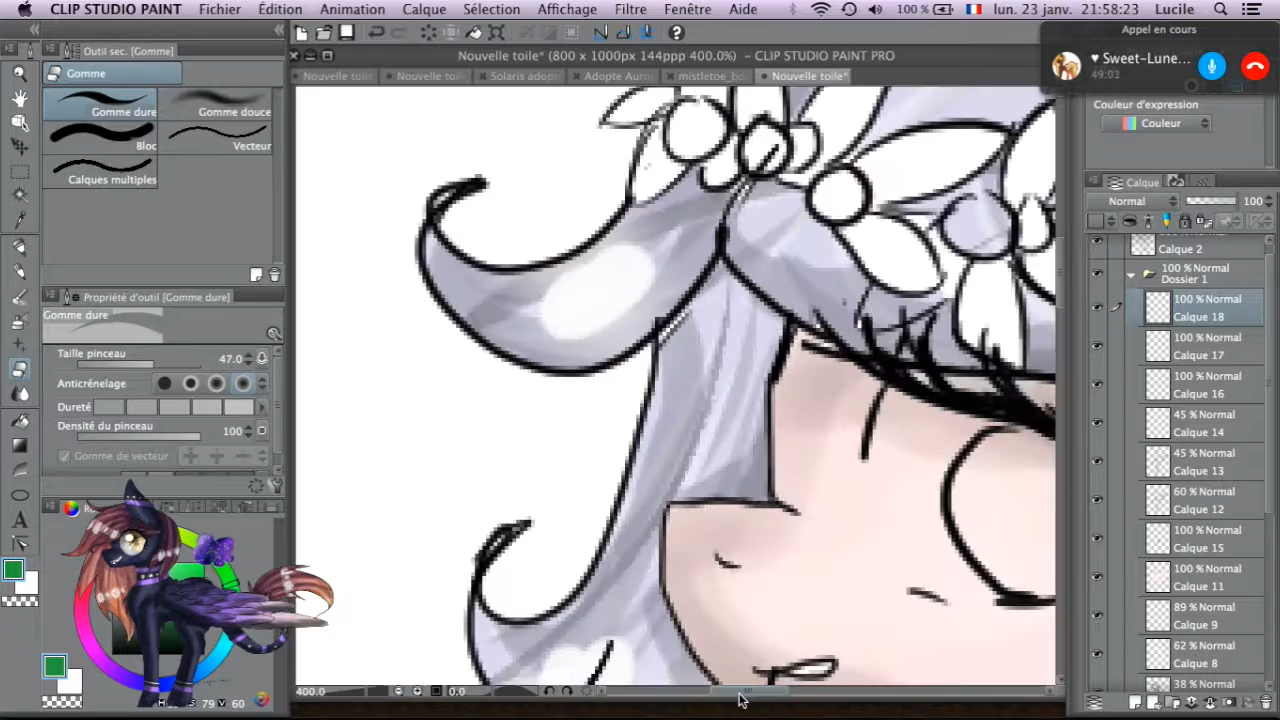 CLIP STUDIO PAINT Fichier Édition Animation Calque Sélection Affichage Filtre Fenêtre Aide 100 % lun. 23 janv. 21:58:23 Lucile
Outil sec. [Gomme]
Gomme
Gomme dure
Gomme douce
Bloc
Vecteur
Calques multiples
Propriété d'outil [Gomme dure]
Gomme dure
Taille pinceau 47.0
Anticrénelage
Dureté
Densité du pinceau
100
Gomme de vecteur
79 V 60
Nouvelle toile* (800 x 1000px 144ppp 400.0%) - CLIP STUDIO PAINT PRO
Nouvelle toile Solaris adopt Adopte Auro mistletoe_bo Nouvelle toile*
400.0 0.0
Appel en cours
♥ Sweet-Lune...
49:03
Couleur d'expression
Couleur
Calque
Normal 100
Calque 2
100 % Normal
Dossier 1
100 % Normal
Calque 18
100 % Normal
Calque 17
100 % Normal
Calque 16
45 % Normal
Calque 14
45 % Normal
Calque 13
60 % Normal
Calque 12
100 % Normal
Calque 15
100 % Normal
Calque 11
89 % Normal
Calque 9
62 % Normal
Calque 8
38 % Normal